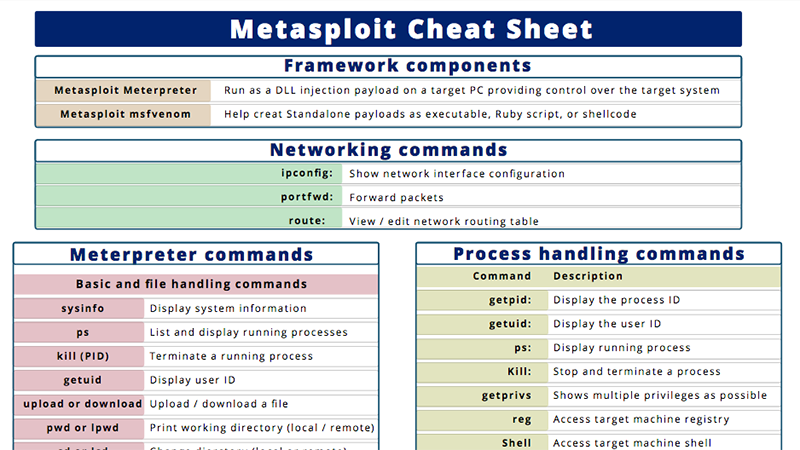 Metasploit Cheat Sheet
Framework components
Metasploit Meterpreter Run as a DLL injection payload on a target PC providing control over the target system
Metasploit msfvenom Help creat Standalone payloads as executable, Ruby script, or shellcode
Networking commands
ipconfig: Show network interface configuration
portfwd: Forward packets
route: View / edit network routing table
Meterpreter commands
Basic and file handling commands
sysinfo Display system information
ps List and display running processes
kill (PID) Terminate a running process
getuid Display user ID
upload or download Upload / download a file
pwd or lpwd Print working directory (local / remote)
Process handling commands
Command Description
getpid: Display the process ID
getuid: Display the user ID
ps: Display running process
Kill: Stop and terminate a process
getprivs Shows multiple privileges as possible
reg Access target machine registry
Shell Access target machine shell